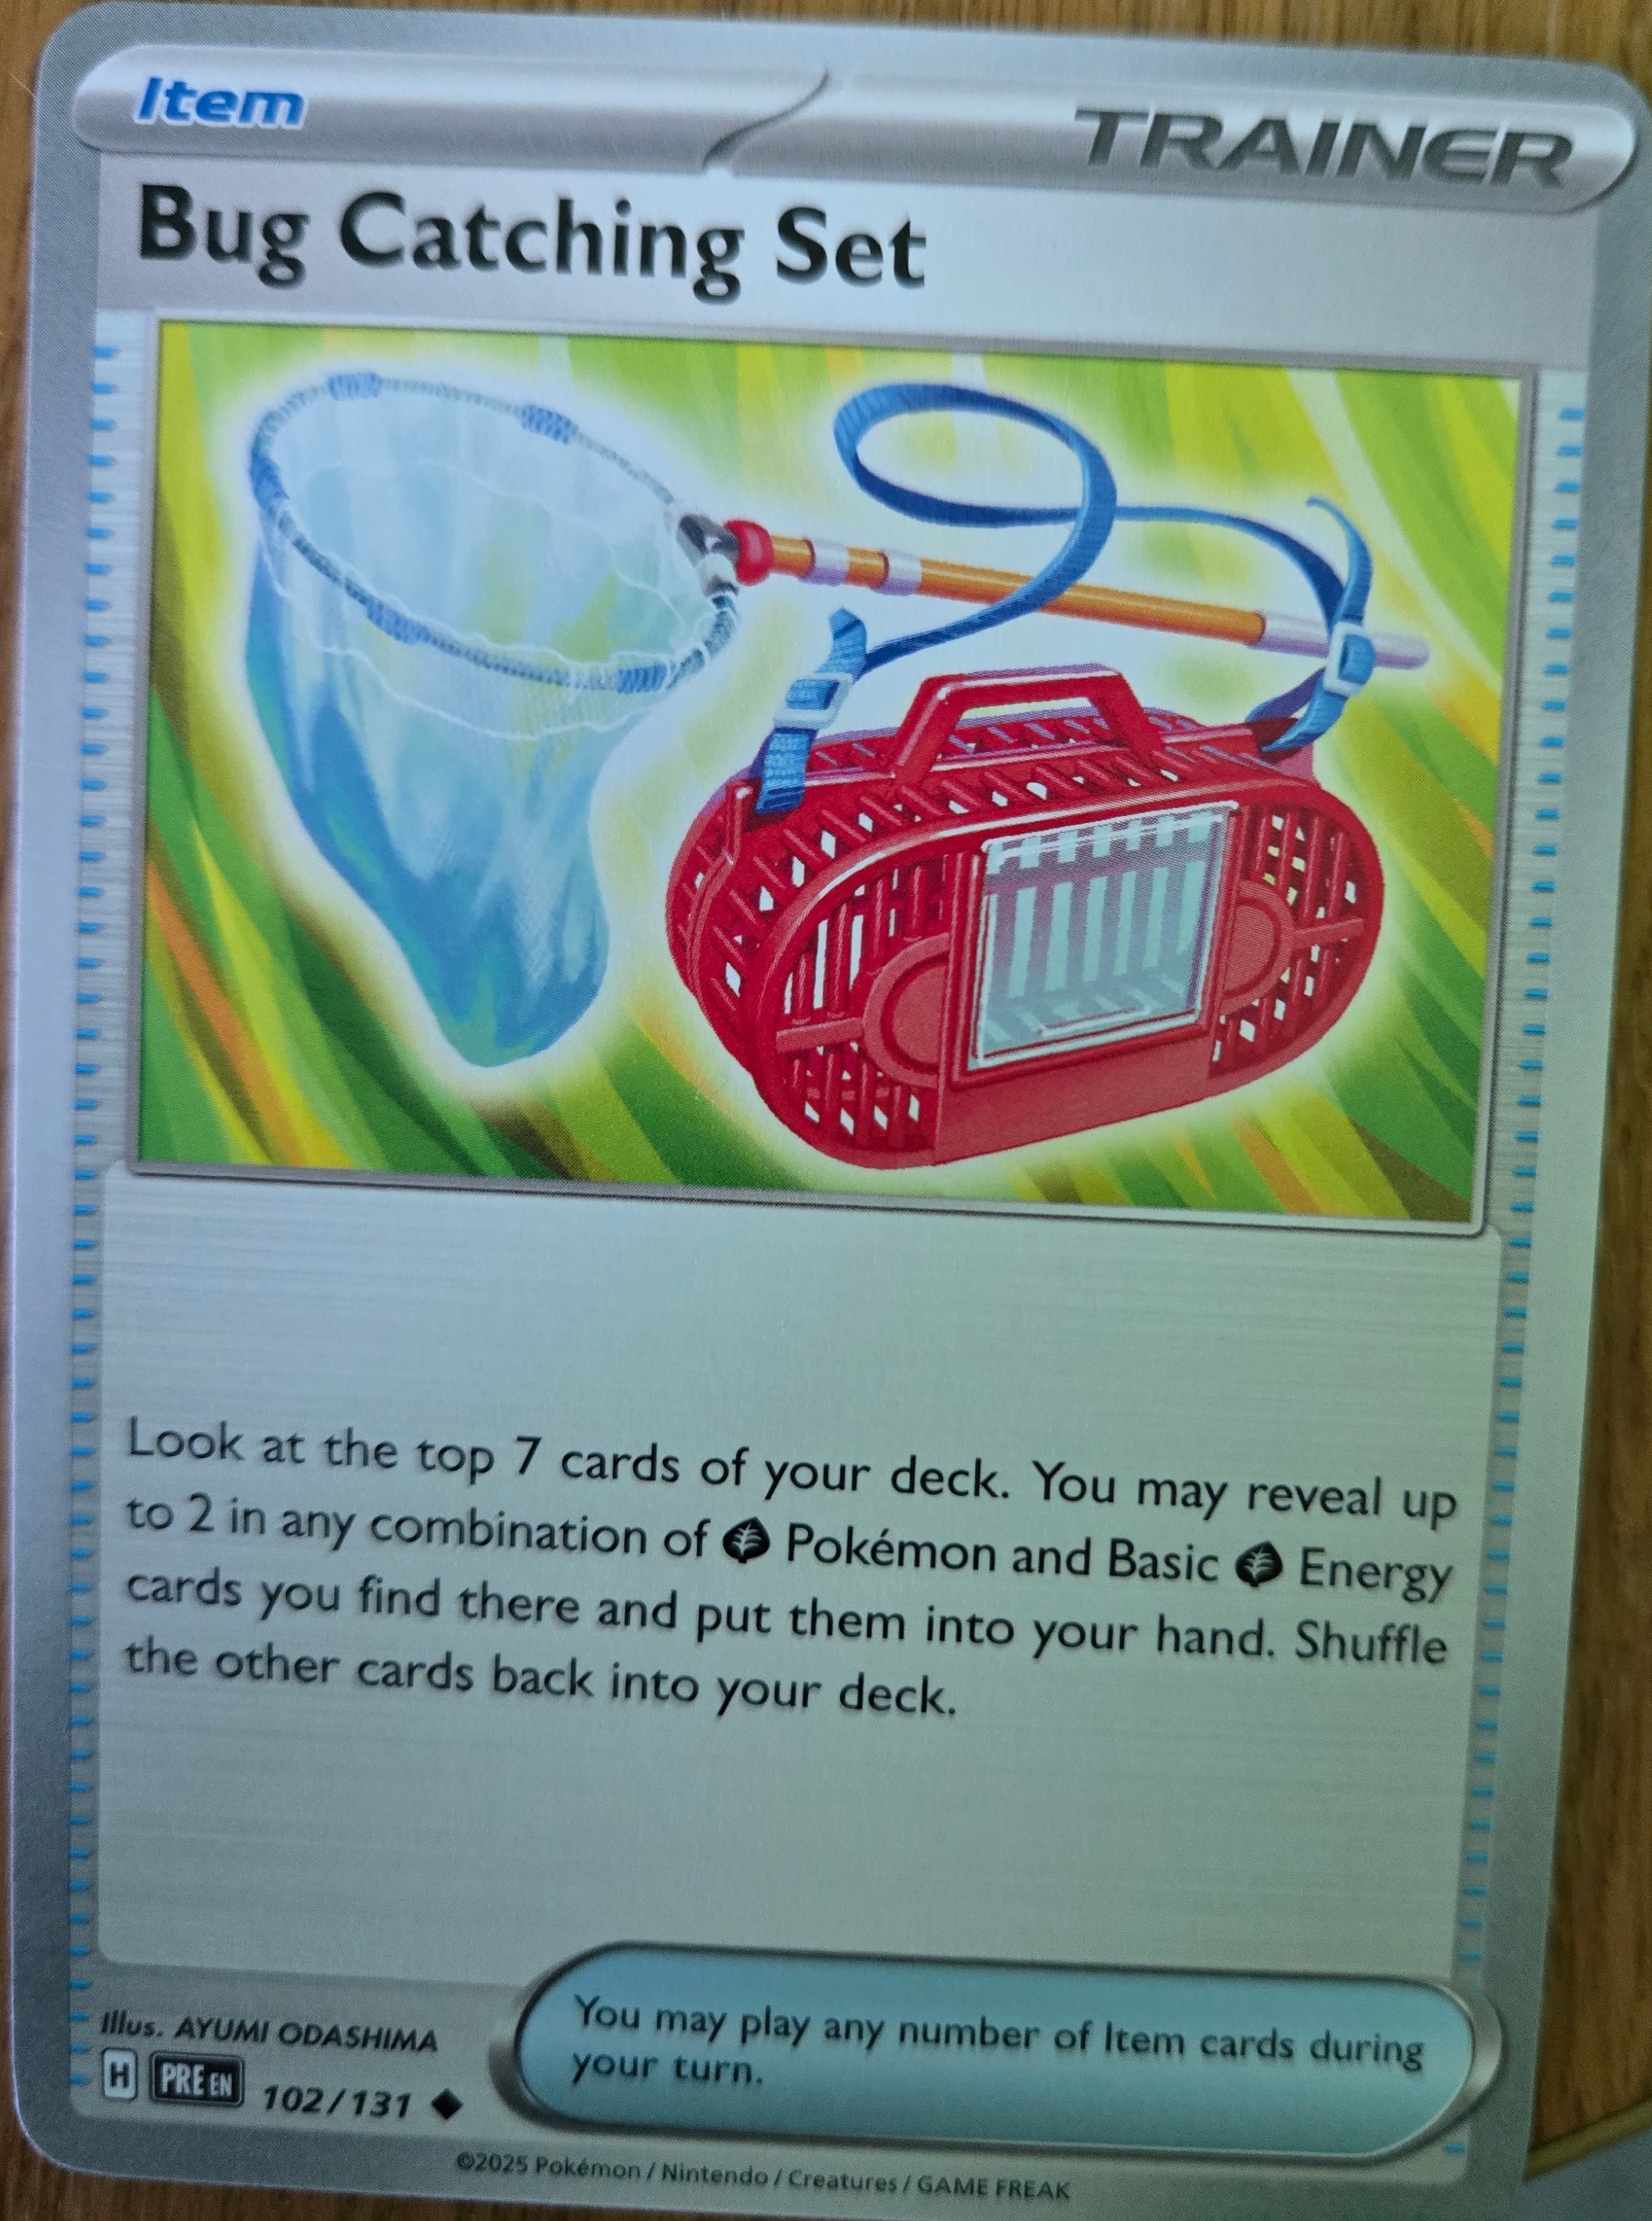 Item
TRAINER
Bug Catching Set
Look at the top 7 cards of your deck. You may reveal up
to 2 in any combination of Pokémon and Basic Energy
cards you find there and put them into your hand. Shuffle
the other cards back into your deck.
Illus. AYUMI ODASHIMA
H PRE EN 102/131
You may play any number of Item cards during
your turn.
©2025 Pokémon / Nintendo / Creatures / GAME FREAK